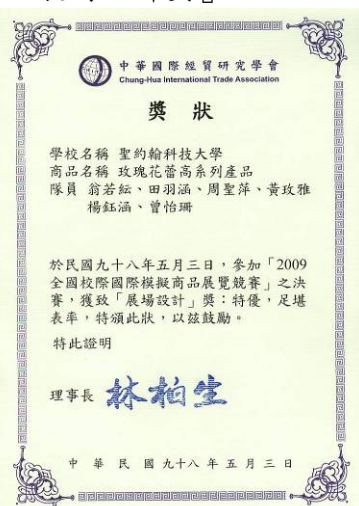 中華國際經貿研究學會
Chung-Hua International Trade Association
獎狀
學校名稱 聖約翰科技大學
商品名稱 玫瑰花蕾高系列產品
隊員 翁若紜、田羽涵、周聖萍、黃玫雅
楊鈺涵、曾怡珊
於民國九十八年五月三日，參加「2009
全國校際國際模擬商品展覽競賽」之決
賽，獲致「展場設計」獎：特優，足堪
表率，特頒此狀，以茲鼓勵。
特此證明
理事長 林柏生
中華民國九十八年五月三日